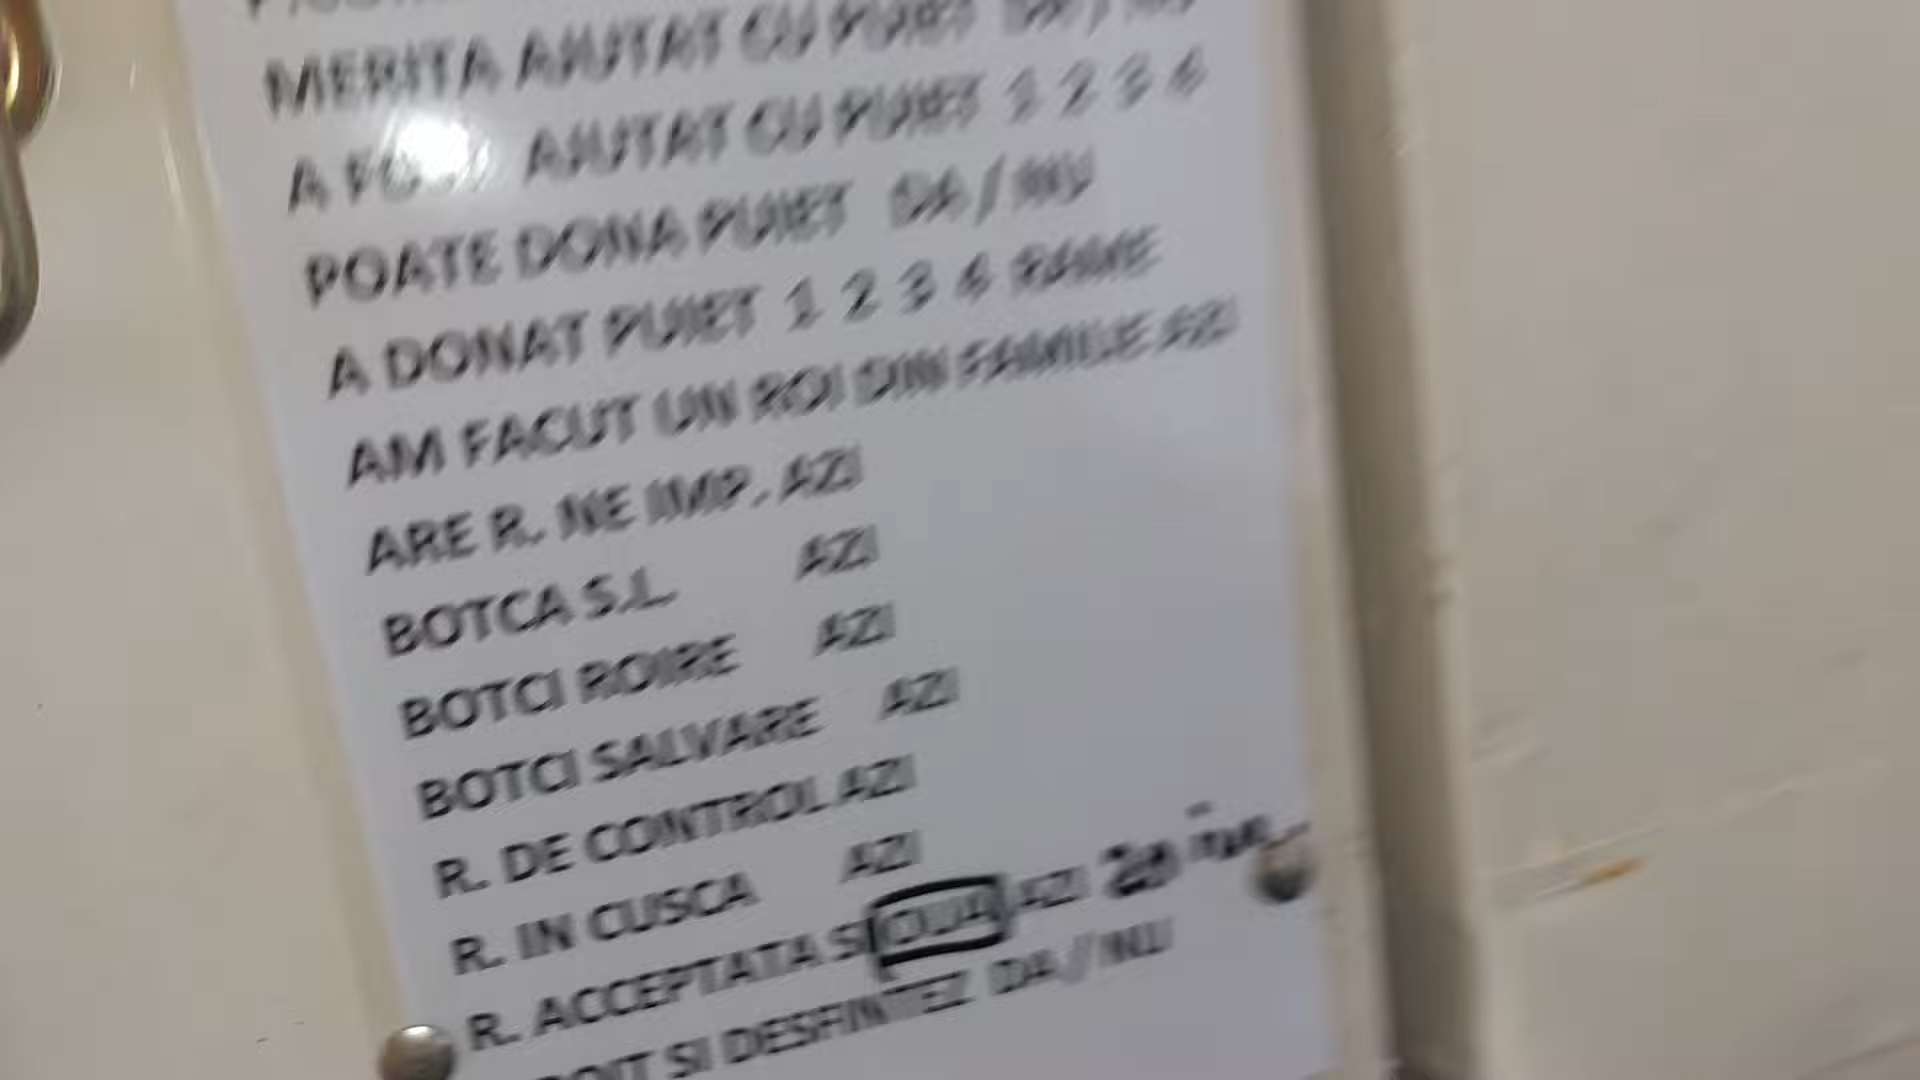 MERITA AJUTAT CU PUIET DA / NU
A FOST AJUTAT CU PUIET 1 2 3 4
POATE DONA PUIET DA / NU
A DONAT PUIET 1 2 3 4 RAME
AM FACUT UN ROI DIN FAMILIE AZI
ARE R. NE IMP. AZI
BOTCA S.L. AZI
BOTCI ROIRE AZI
BOTCI SALVARE AZI
R. DE CONTROL AZI
R. IN CUSCA AZI
R. ACCEPTATA SI OUA AZI 20
SI DESFINTEZ DA // NU